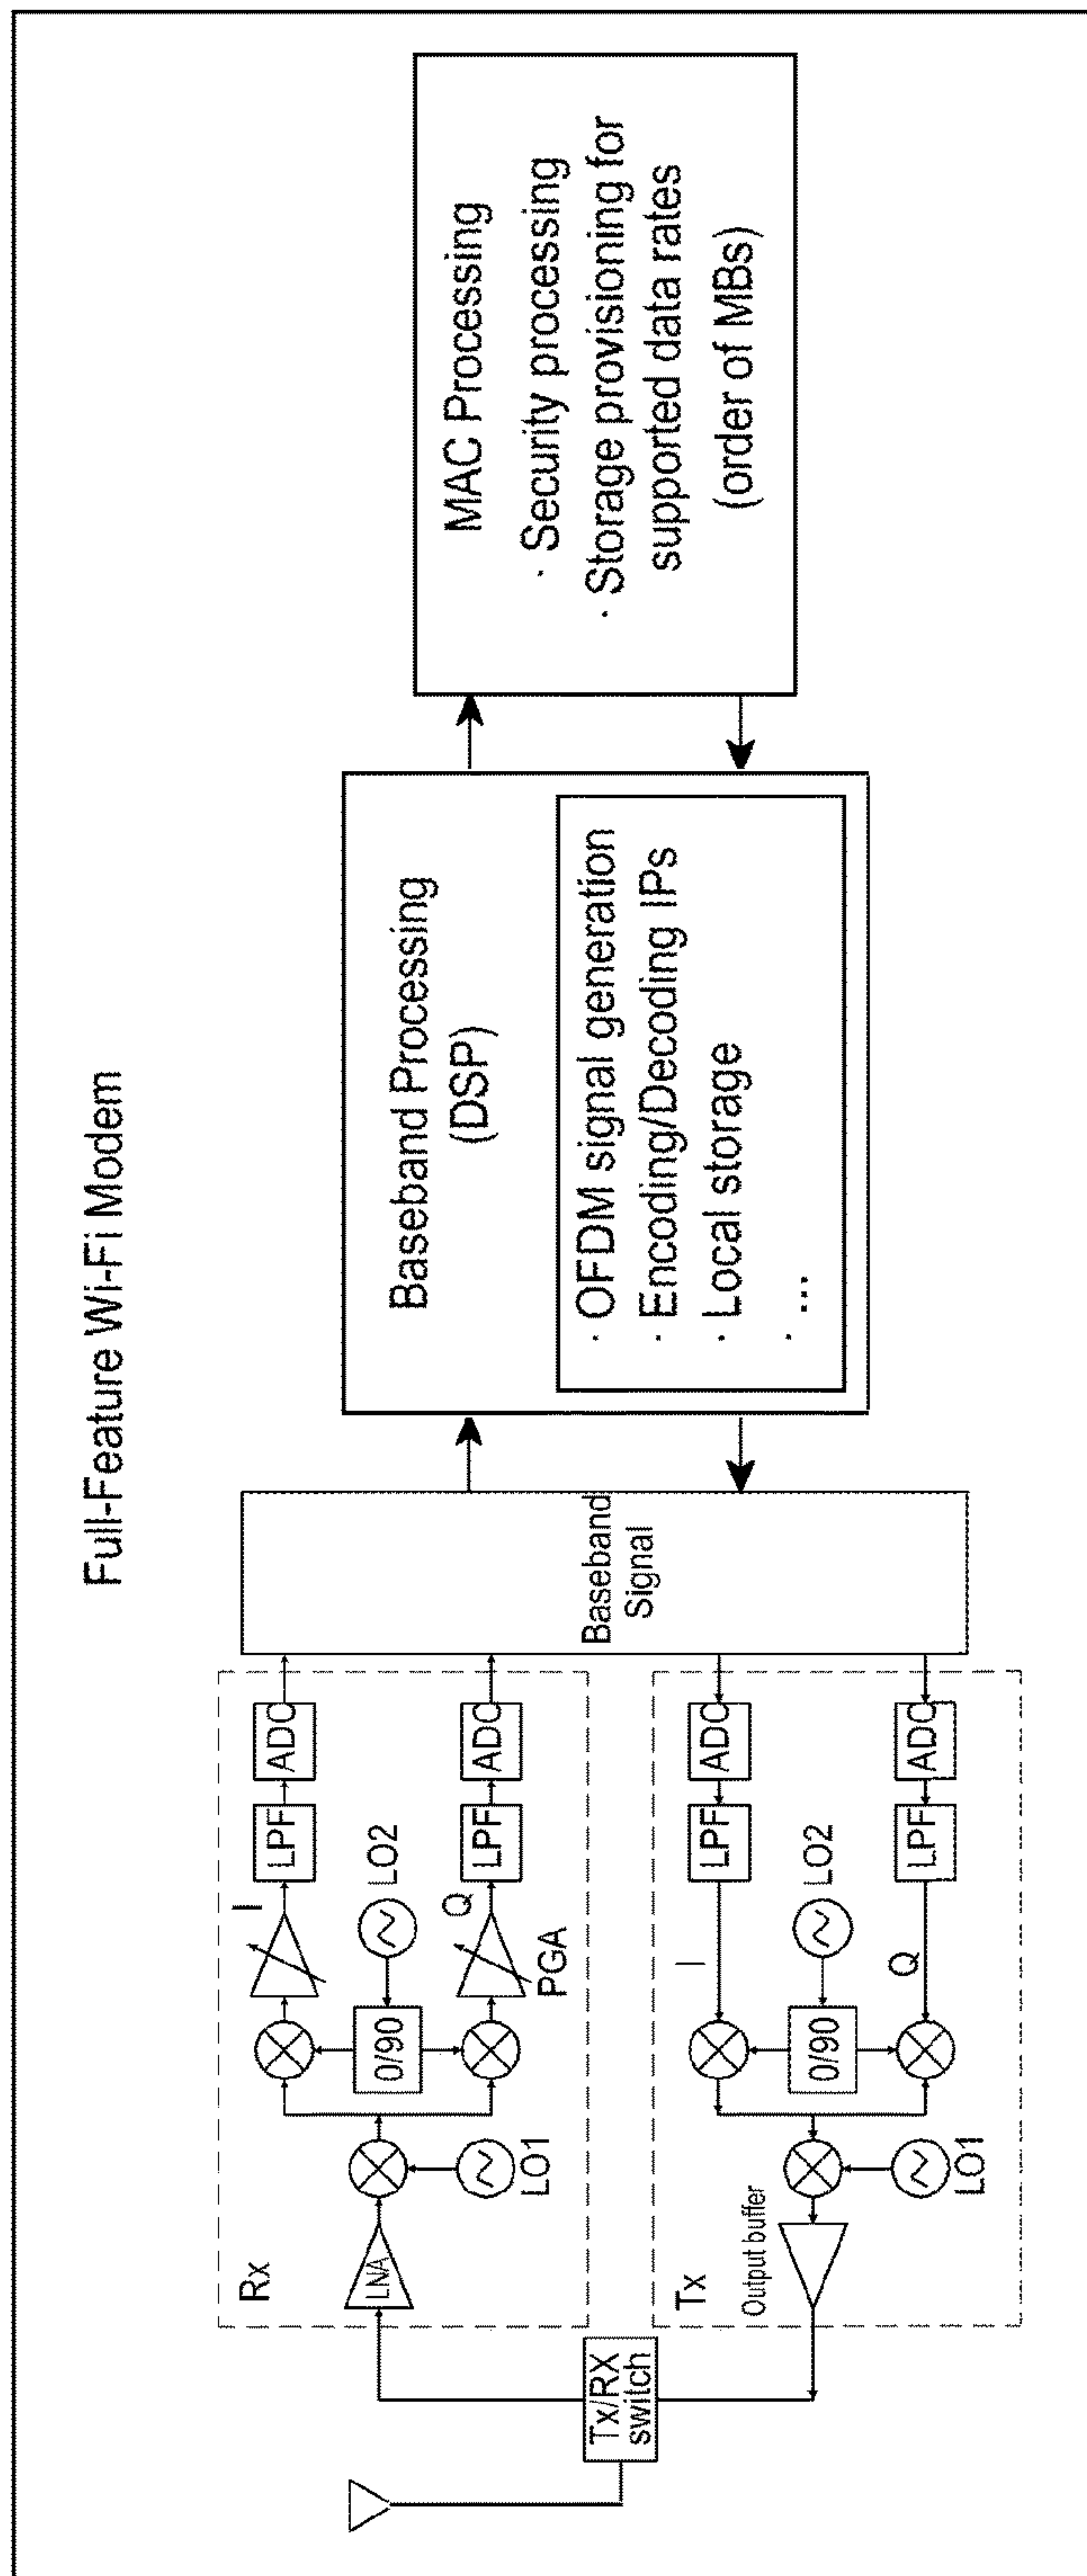 Full-Feature Wi-Fi Modem
Rx
LNA
LO1
0/90
LO2
I
Q
PGA
LPF
ADC
LPF
ADC
Tx/RX
switch
Tx
Output buffer
LO1
0/90
LO2
I
Q
LPF
ADC
LPF
ADC
Baseband
Signal
Baseband Processing
(DSP)
· OFDM signal generation
· Encoding/Decoding IPs
· Local storage
· ...
MAC Processing
· Security processing
· Storage provisioning for
supported data rates
(order of MBs)